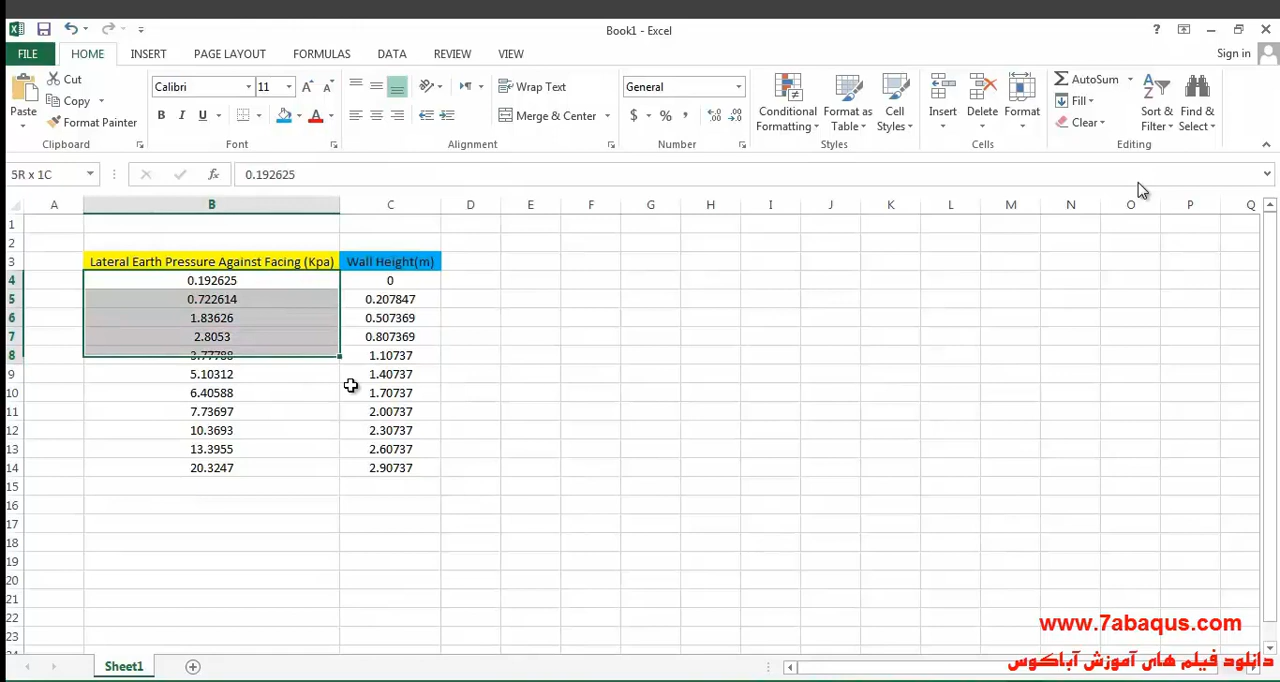 Book1 - Excel
?
FILE HOME INSERT PAGE LAYOUT FORMULAS DATA REVIEW VIEW Sign in
Paste Cut Copy Format Painter Clipboard
Calibri 11 B I U A Font
Wrap Text Merge & Center Alignment
General $ % , Number
Conditional Formatting Format as Table Cell Styles Styles
Insert Delete Format Cells
AutoSum Fill Clear Sort & Filter Find & Select Editing
5R x 1C fx 0.192625
A B C D E F G H I J K L M N O P Q
1
2
3 Lateral Earth Pressure Against Facing (Kpa) Wall Height(m)
4 0.192625 0
5 0.722614 0.207847
6 1.83626 0.507369
7 2.8053 0.807369
8 3.77788 1.10737
9 5.10312 1.40737
10 6.40588 1.70737
11 7.73697 2.00737
12 10.3693 2.30737
13 13.3955 2.60737
14 20.3247 2.90737
15
16
17
18
19
20
21
22
23
www.7abaqus.com
دانلود فیلم های آموزش آباکوس
Sheet1